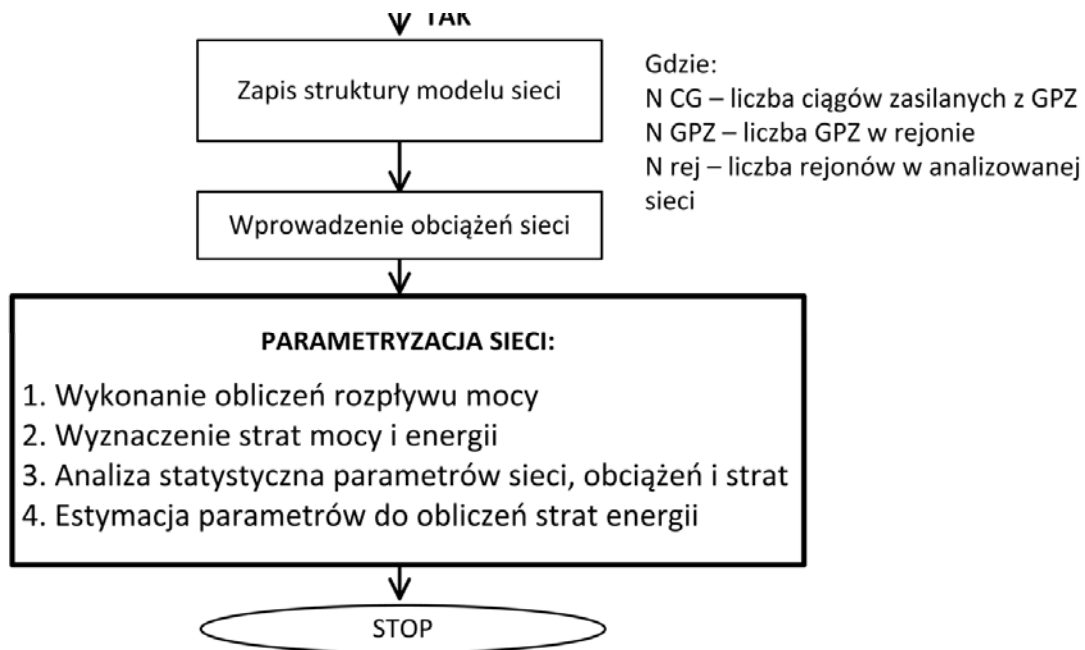 TAK
Zapis struktury modelu sieci
Gdzie:
N CG – liczba ciągów zasilanych z GPZ
N GPZ – liczba GPZ w rejonie
N rej – liczba rejonów w analizowanej
sieci
Wprowadzenie obciążeń sieci
PARAMETRYZACJA SIECI:
1. Wykonanie obliczeń rozpływu mocy
2. Wyznaczenie strat mocy i energii
3. Analiza statystyczna parametrów sieci, obciążeń i strat
4. Estymacja parametrów do obliczeń strat energii
STOP